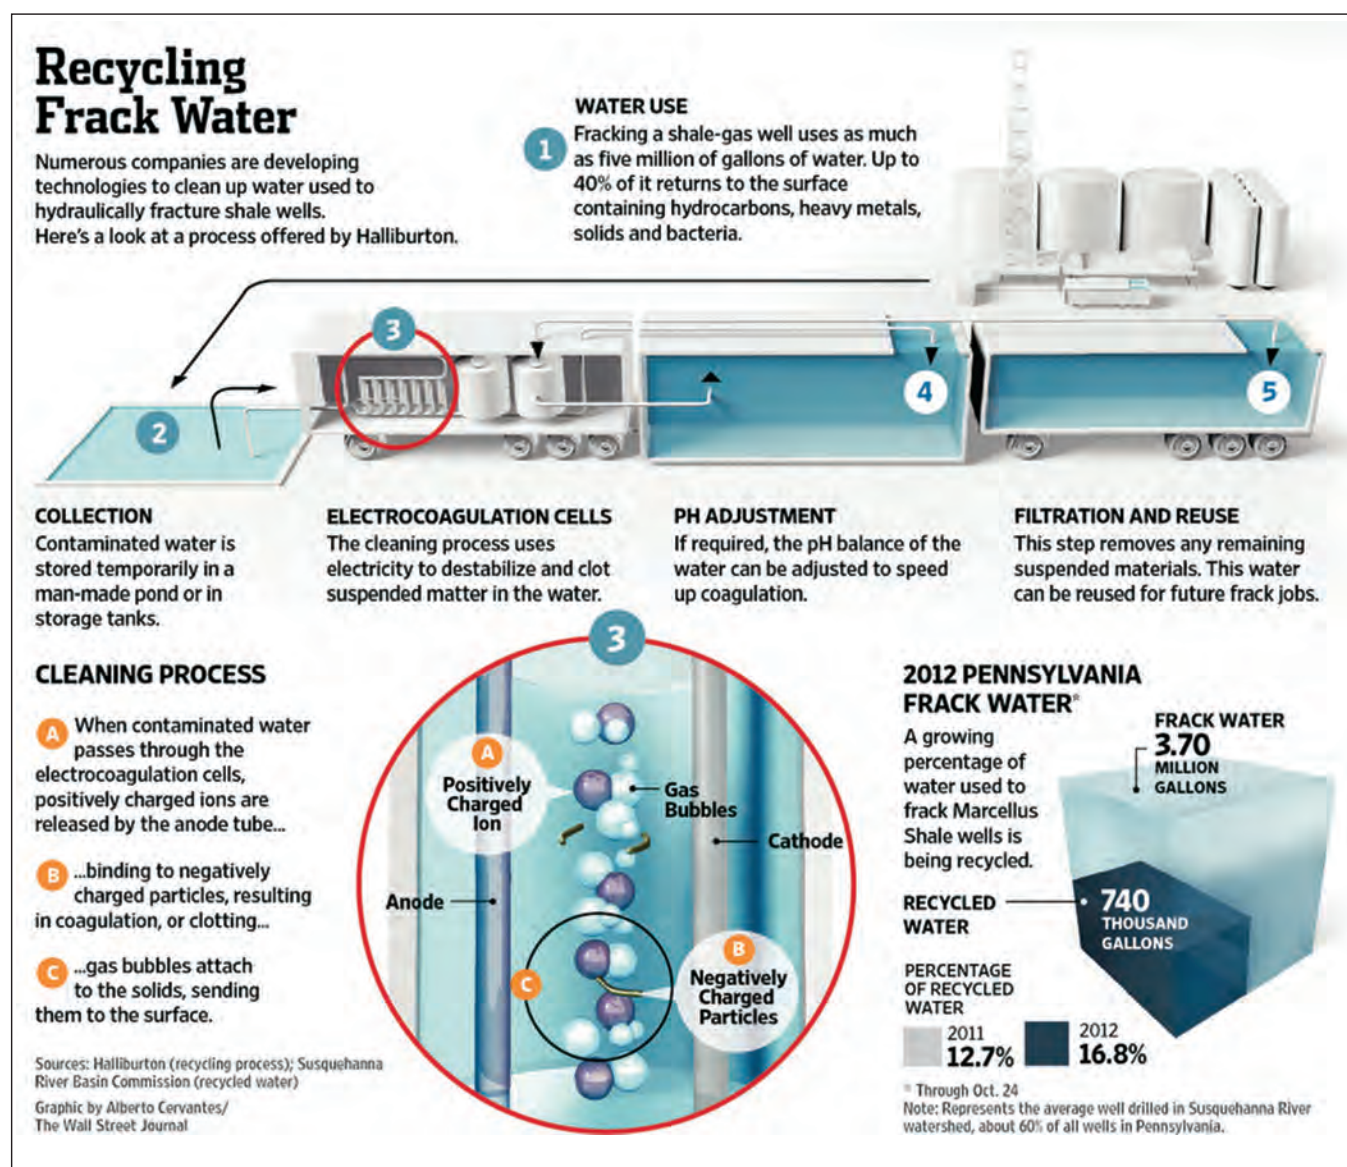 Recycling
Frack Water
Numerous companies are developing
technologies to clean up water used to
hydraulically fracture shale wells.
Here's a look at a process offered by Halliburton.
1
WATER USE
Fracking a shale-gas well uses as much
as five million of gallons of water. Up to
40% of it returns to the surface
containing hydrocarbons, heavy metals,
solids and bacteria.
2
3
4
5
COLLECTION
Contaminated water is
stored temporarily in a
man-made pond or in
storage tanks.
ELECTROCOAGULATION CELLS
The cleaning process uses
electricity to destabilize and clot
suspended matter in the water.
PH ADJUSTMENT
If required, the pH balance of the
water can be adjusted to speed
up coagulation.
FILTRATION AND REUSE
This step removes any remaining
suspended materials. This water
can be reused for future frack jobs.
CLEANING PROCESS
A When contaminated water
passes through the
electrocoagulation cells,
positively charged ions are
released by the anode tube...
B ...binding to negatively
charged particles, resulting
in coagulation, or clotting...
C ...gas bubbles attach
to the solids, sending
them to the surface.
Sources: Halliburton (recycling process); Susquehanna
River Basin Commission (recycled water)
Graphic by Alberto Cervantes/
The Wall Street Journal
3
A
Positively
Charged
Ion
Gas
Bubbles
Cathode
Anode
B
Negatively
Charged
Particles
C
2012 PENNSYLVANIA
FRACK WATER*
A growing
percentage of
water used to
frack Marcellus
Shale wells is
being recycled.
FRACK WATER
3.70
MILLION
GALLONS
RECYCLED
WATER
740
THOUSAND
GALLONS
PERCENTAGE
OF RECYCLED
WATER
2011
12.7%
2012
16.8%
* Through Oct. 24
Note: Represents the average well drilled in Susquehanna River
watershed, about 60% of all wells in Pennsylvania.